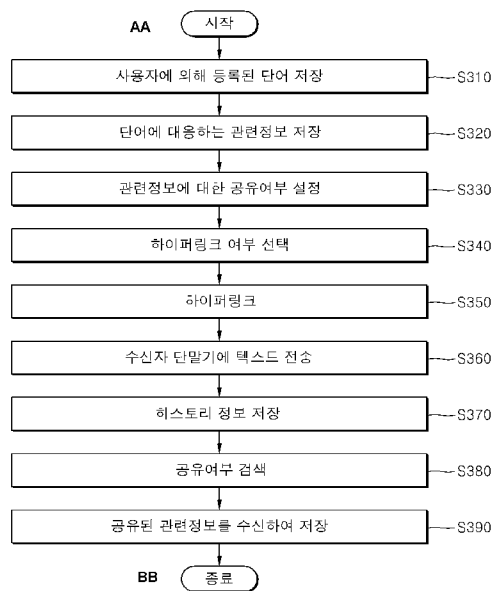 AA 시작
사용자에 의해 등록된 단어 저장 S310
단어에 대응하는 관련정보 저장 S320
관련정보에 대한 공유여부 설정 S330
하이퍼링크 여부 선택 S340
하이퍼링크 S350
수신자 단말기에 텍스트 전송 S360
히스토리 정보 저장 S370
공유여부 검색 S380
공유된 관련정보를 수신하여 저장 S390
BB 종료